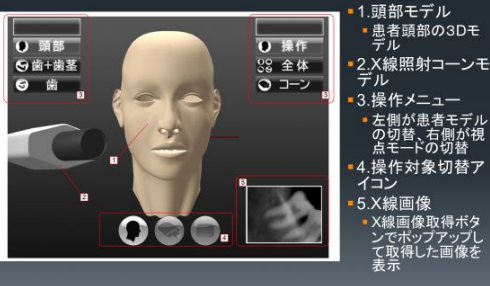 頭部
歯+歯茎
歯
3
操作
全体
コーン
3
1
2
4
5
1.頭部モデル
患者頭部の3Dモ
デル
2.X線照射コーンモ
デル
3.操作メニュー
左側が患者モデル
の切替、右側が視
点モードの切替
4.操作対象切替ア
イコン
5.X線画像
X線画像取得ボタ
ンでポップアップし
て取得した画像を
表示